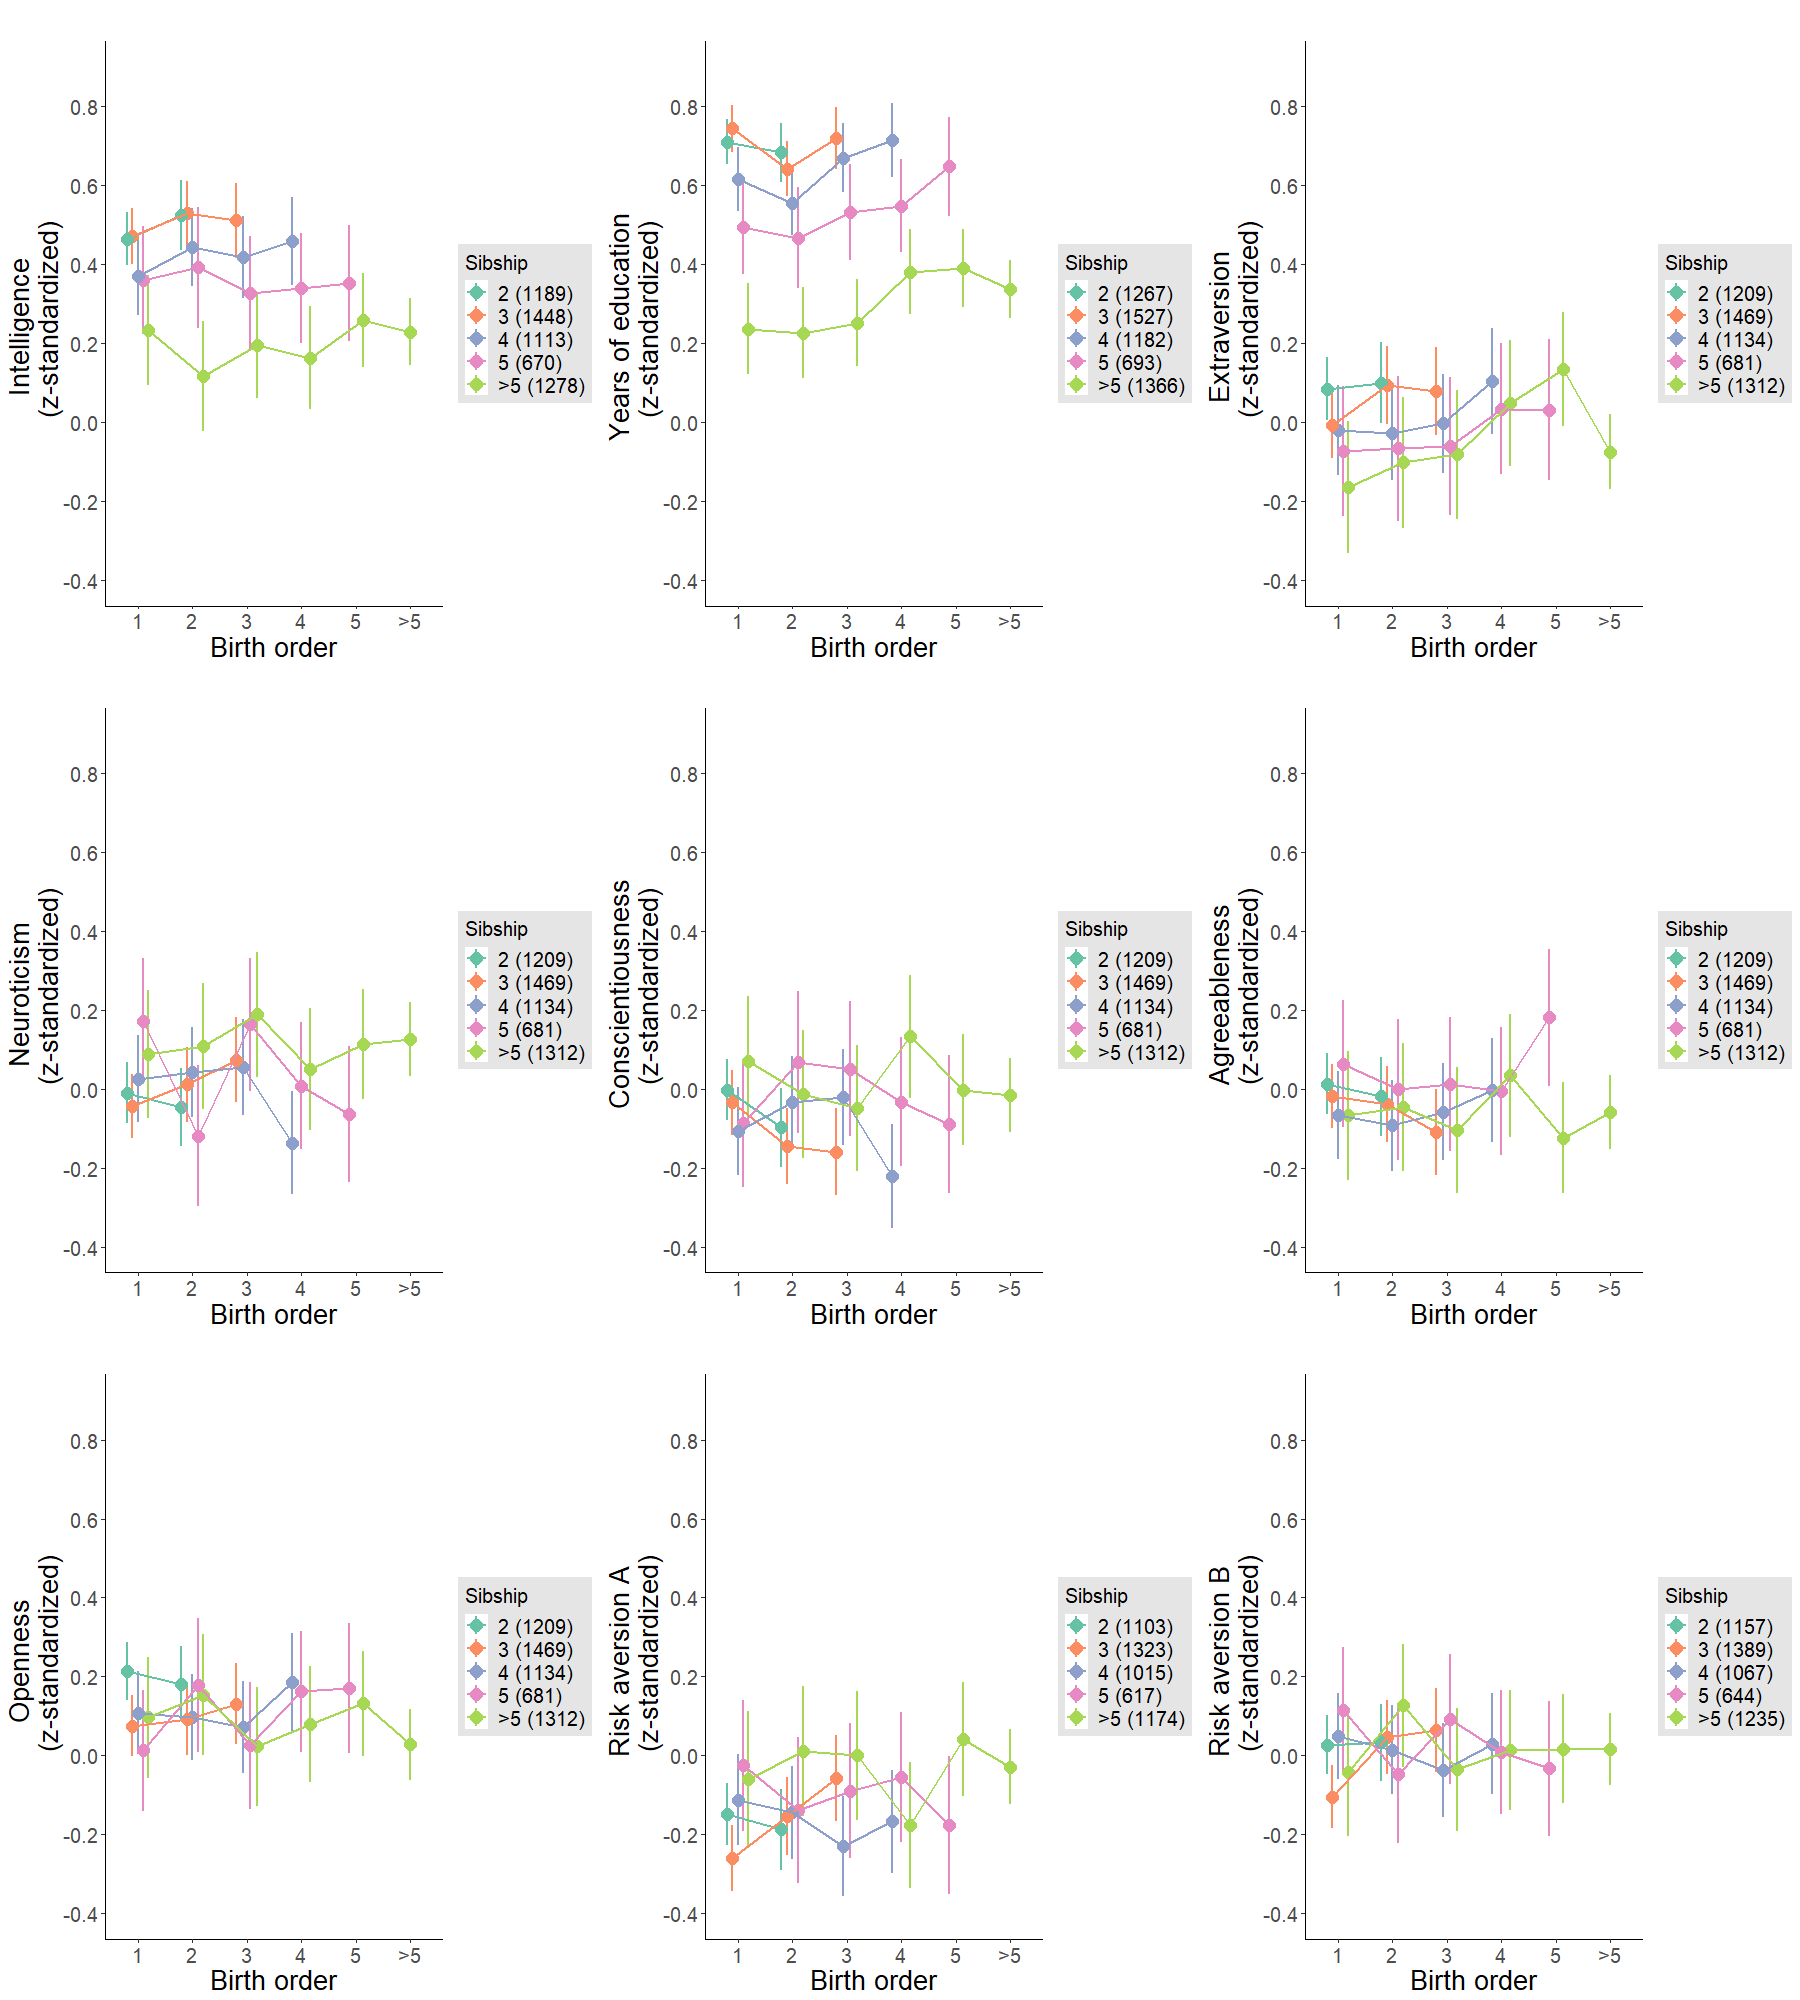 Intelligence
(z-standardized)
0.8
0.6
0.4
0.2
0.0
-0.2
-0.4
1 2 3 4 5 >5
Birth order
Sibship
2 (1189)
3 (1448)
4 (1113)
5 (670)
>5 (1278)
Years of education
(z-standardized)
0.8
0.6
0.4
0.2
0.0
-0.2
-0.4
1 2 3 4 5 >5
Birth order
Sibship
2 (1267)
3 (1527)
4 (1182)
5 (693)
>5 (1366)
Extraversion
(z-standardized)
0.8
0.6
0.4
0.2
0.0
-0.2
-0.4
1 2 3 4 5 >5
Birth order
Sibship
2 (1209)
3 (1469)
4 (1134)
5 (681)
>5 (1312)
Neuroticism
(z-standardized)
0.8
0.6
0.4
0.2
0.0
-0.2
-0.4
1 2 3 4 5 >5
Birth order
Sibship
2 (1209)
3 (1469)
4 (1134)
5 (681)
>5 (1312)
Conscientiousness
(z-standardized)
0.8
0.6
0.4
0.2
0.0
-0.2
-0.4
1 2 3 4 5 >5
Birth order
Sibship
2 (1209)
3 (1469)
4 (1134)
5 (681)
>5 (1312)
Agreeableness
(z-standardized)
0.8
0.6
0.4
0.2
0.0
-0.2
-0.4
1 2 3 4 5 >5
Birth order
Sibship
2 (1209)
3 (1469)
4 (1134)
5 (681)
>5 (1312)
Openness
(z-standardized)
0.8
0.6
0.4
0.2
0.0
-0.2
-0.4
1 2 3 4 5 >5
Birth order
Sibship
2 (1209)
3 (1469)
4 (1134)
5 (681)
>5 (1312)
Risk aversion A
(z-standardized)
0.8
0.6
0.4
0.2
0.0
-0.2
-0.4
1 2 3 4 5 >5
Birth order
Sibship
2 (1103)
3 (1323)
4 (1015)
5 (617)
>5 (1174)
Risk aversion B
(z-standardized)
0.8
0.6
0.4
0.2
0.0
-0.2
-0.4
1 2 3 4 5 >5
Birth order
Sibship
2 (1157)
3 (1389)
4 (1067)
5 (644)
>5 (1235)